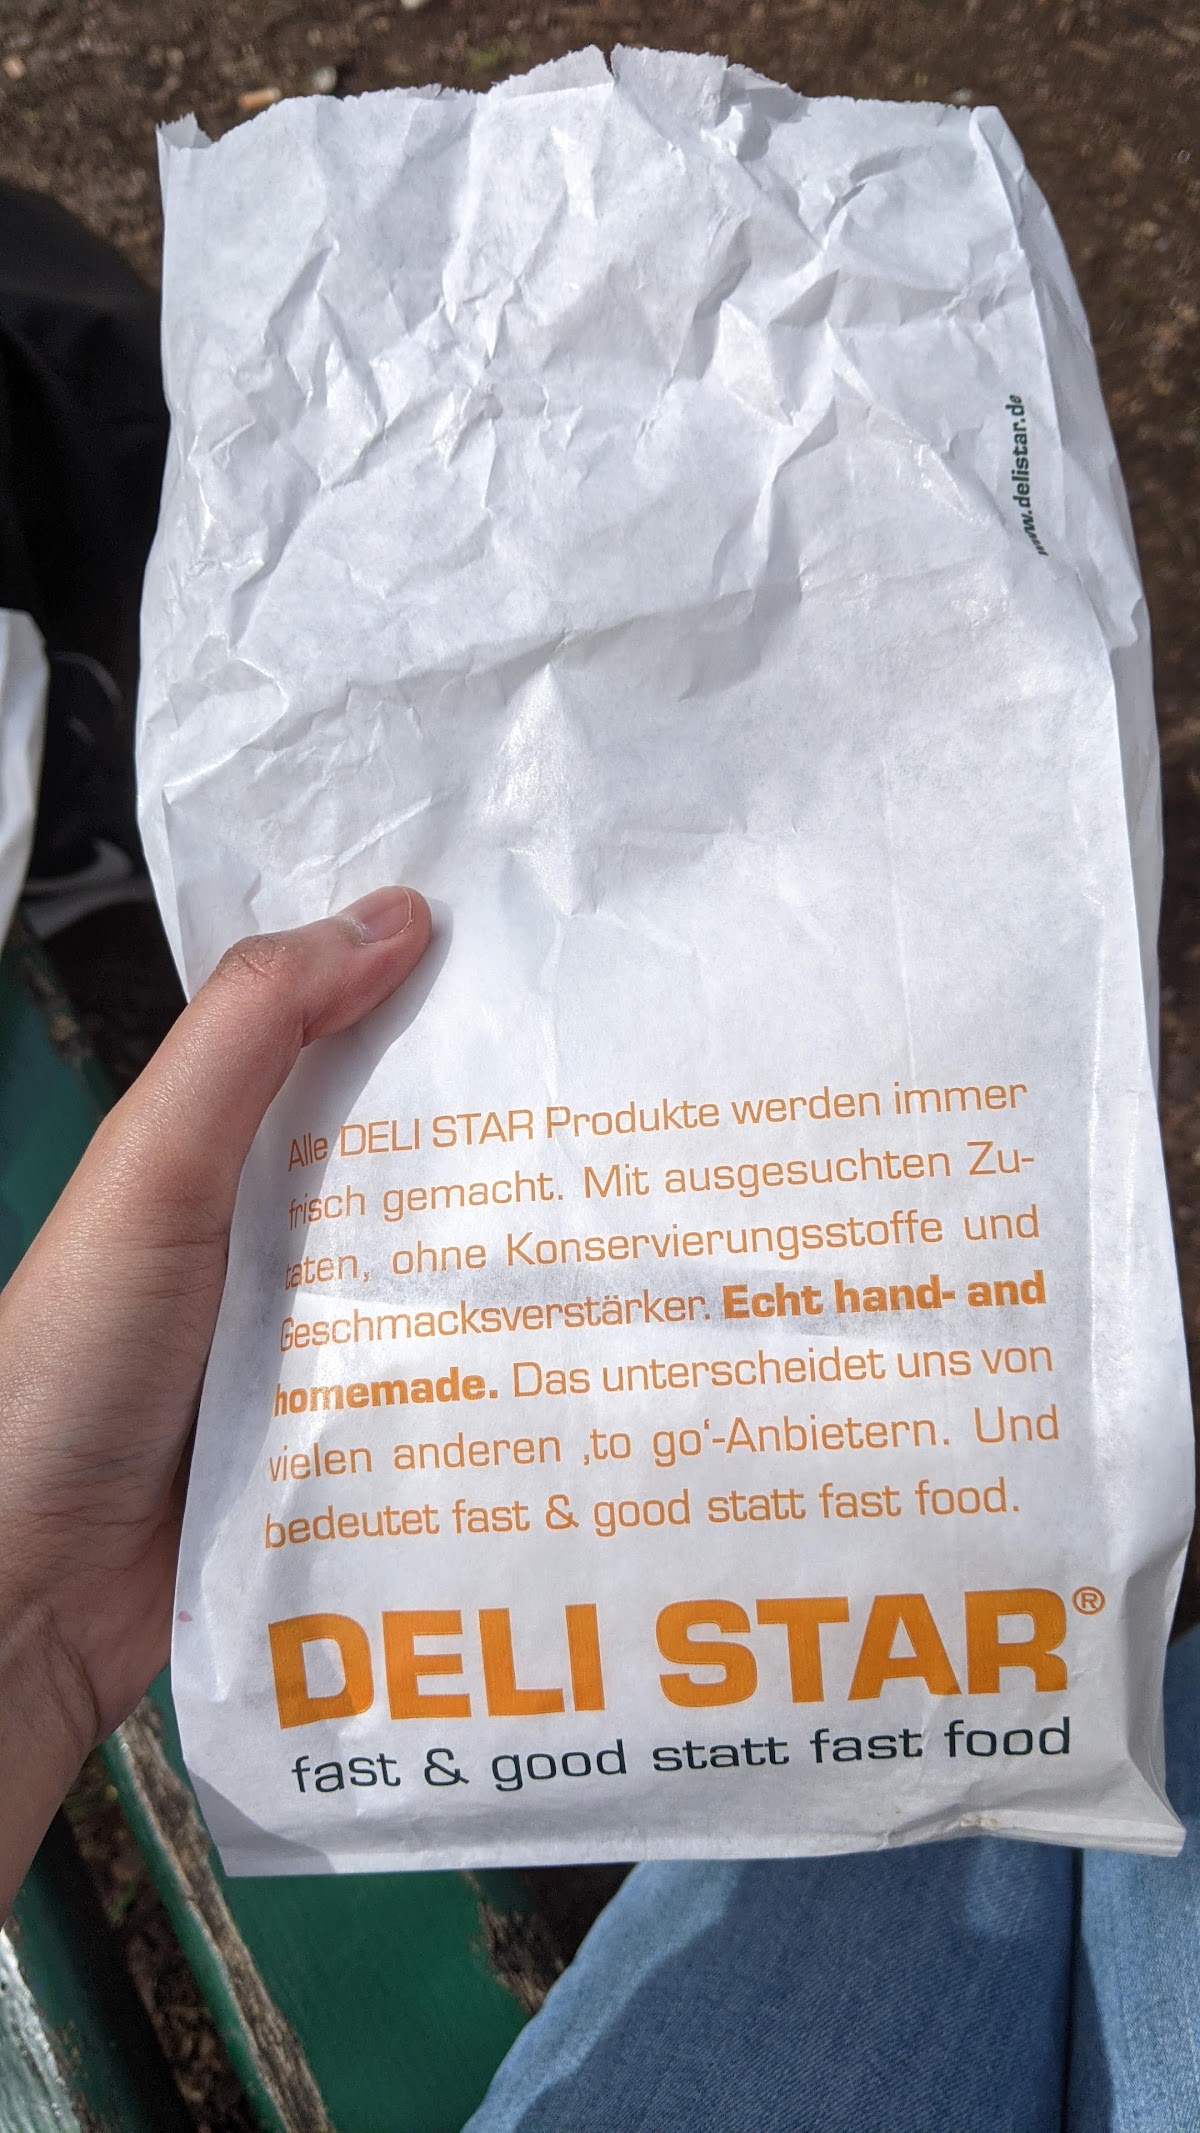 www.delistar.de
Alle DELI STAR Produkte werden immer
frisch gemacht. Mit ausgesuchten Zu-
taten, ohne Konservierungsstoffe und
Geschmacksverstärker. Echt hand- and
homemade. Das unterscheidet uns von
vielen anderen ‚to go‘-Anbietern. Und
bedeutet fast & good statt fast food.
DELI STAR®
fast & good statt fast food